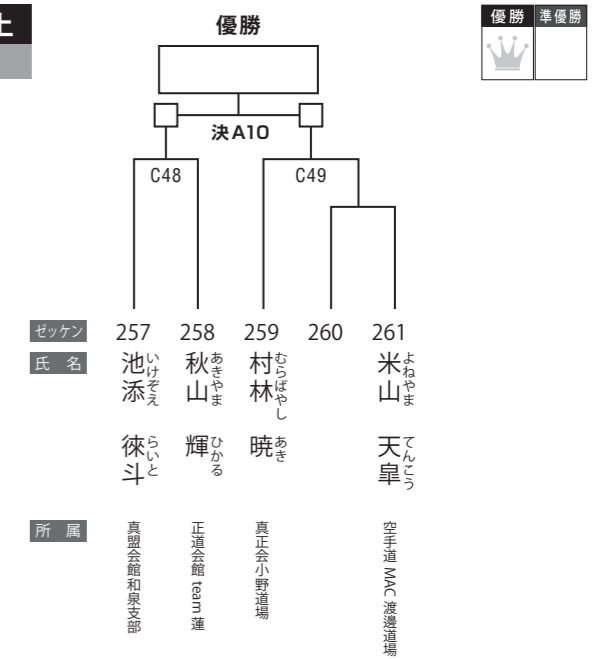 上
優勝
優勝 準優勝
決A10
C48 C49
ゼッケン 257 258 259 260 261
氏 名
池添 徠斗
いけぞえ らいと
秋山 輝
あきやま ひかる
村林 暁
むらばやし あき
米山 天皐
よねやま てんこう
所 属
真盟会館和泉支部
正道会館 team 蓮
真正会小野道場
空手道 MAC 渡邊道場